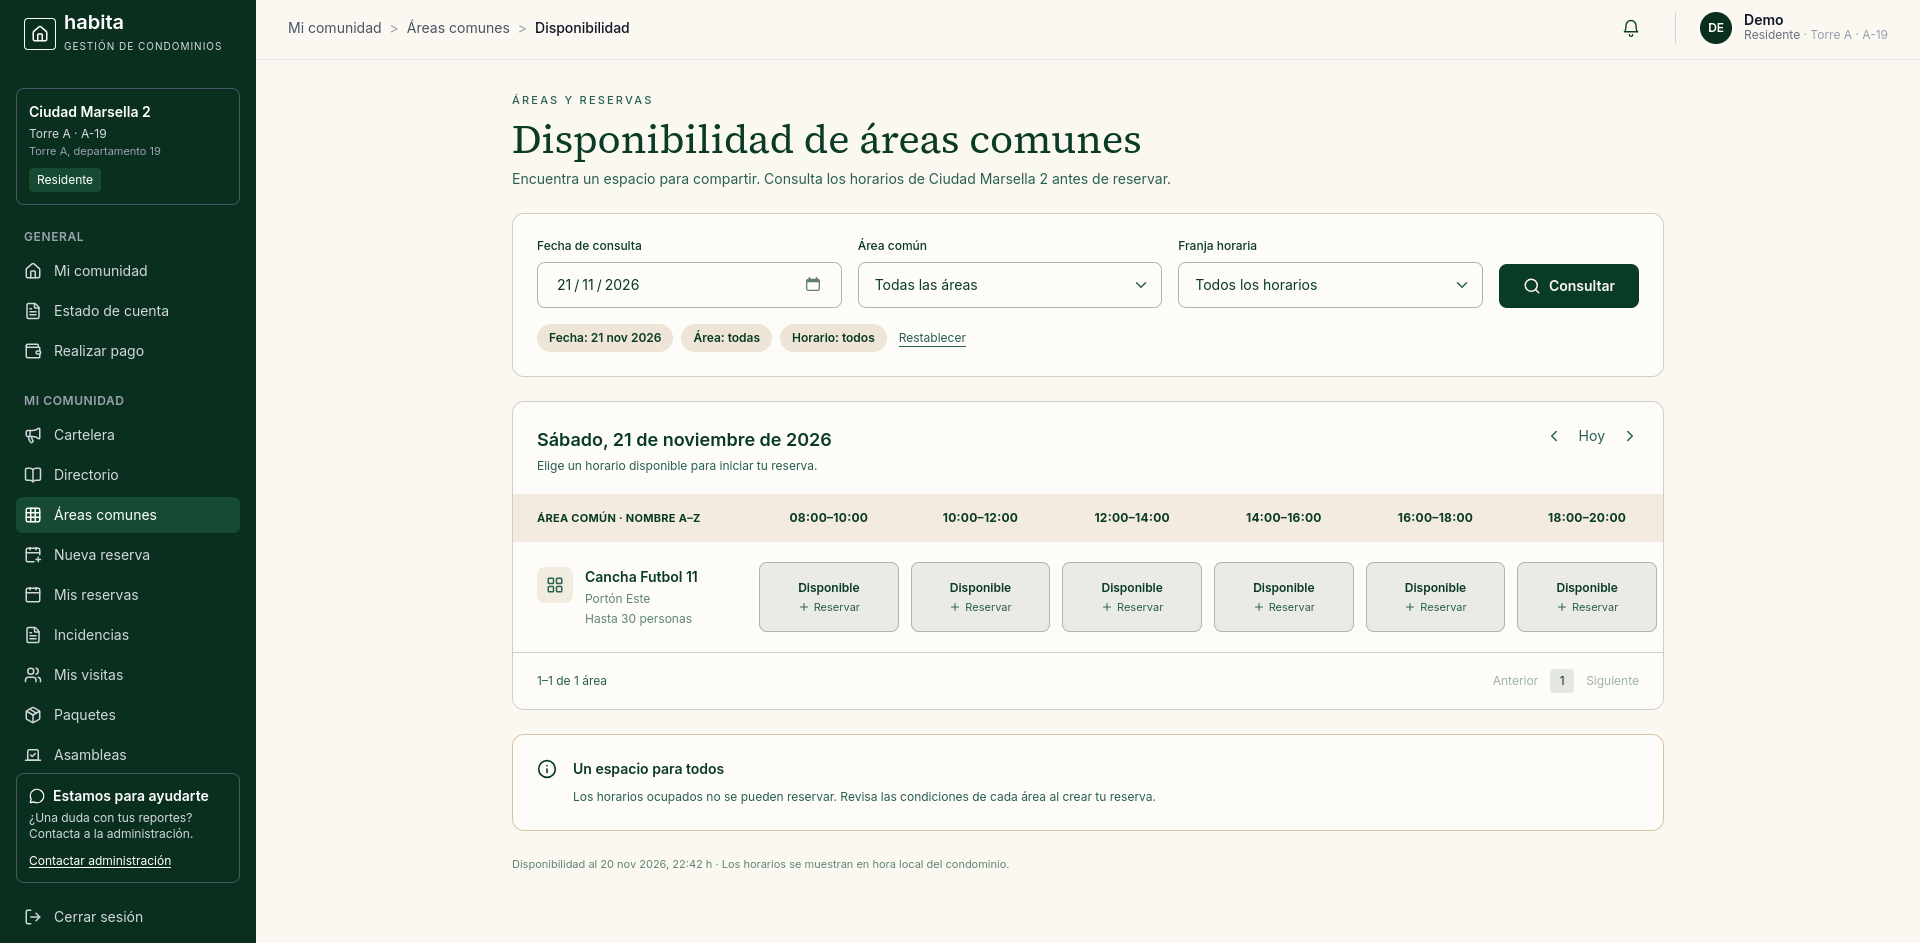 habita
GESTIÓN DE CONDOMINIOS
Ciudad Marsella 2
Torre A · A-19
Torre A, departamento 19
Residente
GENERAL
Mi comunidad
Estado de cuenta
Realizar pago
MI COMUNIDAD
Cartelera
Directorio
Áreas comunes
Nueva reserva
Mis reservas
Incidencias
Mis visitas
Paquetes
Asambleas
Estamos para ayudarte
¿Una duda con tus reportes?
Contacta a la administración.
Contactar administración
Cerrar sesión
Mi comunidad > Áreas comunes > Disponibilidad
DE
Demo
Residente · Torre A · A-19
ÁREAS Y RESERVAS
Disponibilidad de áreas comunes
Encuentra un espacio para compartir. Consulta los horarios de Ciudad Marsella 2 antes de reservar.
Fecha de consulta
21 / 11 / 2026
Área común
Todas las áreas
Franja horaria
Todos los horarios
Consultar
Fecha: 21 nov 2026
Área: todas
Horario: todos
Restablecer
Sábado, 21 de noviembre de 2026
Elige un horario disponible para iniciar tu reserva.
Hoy
ÁREA COMÚN · NOMBRE A–Z
08:00–10:00
10:00–12:00
12:00–14:00
14:00–16:00
16:00–18:00
18:00–20:00
Cancha Futbol 11
Portón Este
Hasta 30 personas
Disponible
+ Reservar
Disponible
+ Reservar
Disponible
+ Reservar
Disponible
+ Reservar
Disponible
+ Reservar
Disponible
+ Reservar
1–1 de 1 área
Anterior
1
Siguiente
Un espacio para todos
Los horarios ocupados no se pueden reservar. Revisa las condiciones de cada área al crear tu reserva.
Disponibilidad al 20 nov 2026, 22:42 h · Los horarios se muestran en hora local del condominio.